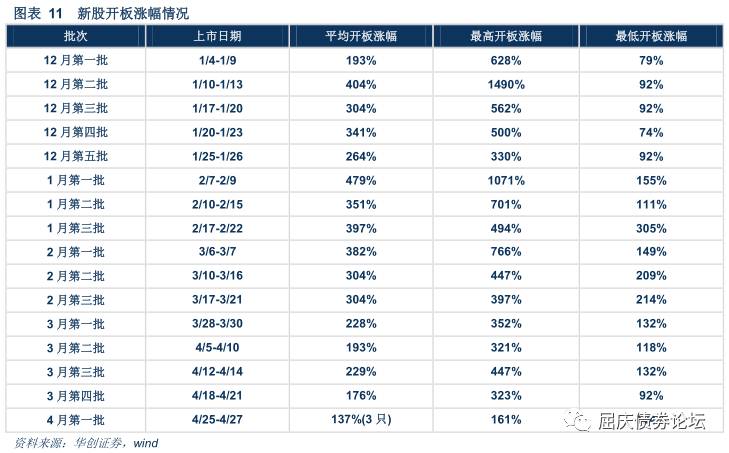 图表 11 新股开板涨幅情况
批次 上市日期 平均开板涨幅 最高开板涨幅 最低开板涨幅
12 月第一批 1/4-1/9 193% 628% 79%
12 月第二批 1/10-1/13 404% 1490% 92%
12 月第三批 1/17-1/20 304% 562% 92%
12 月第四批 1/20-1/23 341% 500% 74%
12 月第五批 1/25-1/26 264% 330% 92%
1 月第一批 2/7-2/9 479% 1071% 155%
1 月第二批 2/10-2/15 351% 701% 111%
1 月第三批 2/17-2/22 397% 494% 305%
2 月第一批 3/6-3/7 382% 766% 149%
2 月第二批 3/10-3/16 304% 447% 209%
2 月第三批 3/17-3/21 304% 397% 214%
3 月第一批 3/28-3/30 228% 352% 132%
3 月第二批 4/5-4/10 193% 321% 118%
3 月第三批 4/12-4/14 229% 447% 132%
3 月第四批 4/18-4/21 176% 323% 92%
4 月第一批 4/25-4/27 137%(3 只) 161%
屈庆债券论坛
资料来源：华创证券，wind